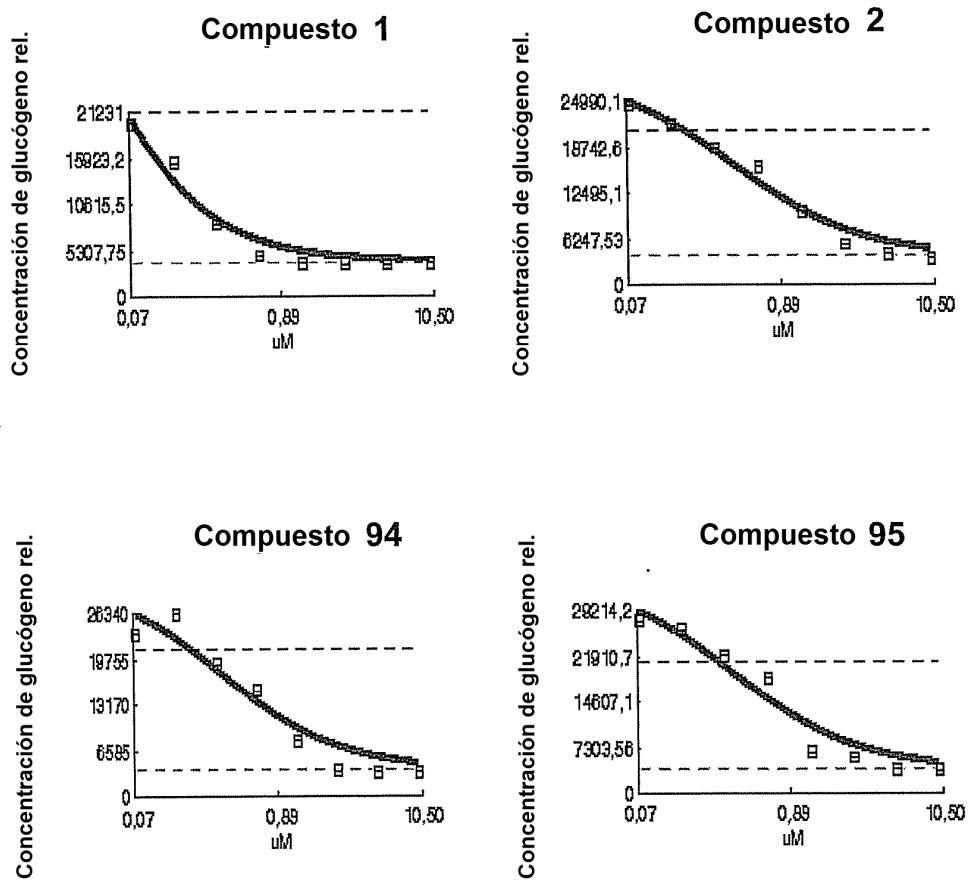 Compuesto 1
Concentración de glucógeno rel.
21231
15923,2
10615,5
5307,75
0
0,07
0,88
10,50
uM
Compuesto 2
Concentración de glucógeno rel.
24990,1
18742,6
12495,1
6247,53
0
0,07
0,88
10,50
uM
Compuesto 94
Concentración de glucógeno rel.
26340
19755
13170
6585
0
0,07
0,88
10,50
uM
Compuesto 95
Concentración de glucógeno rel.
29214,2
21910,7
14607,1
7303,56
0
0,07
0,88
10,50
uM